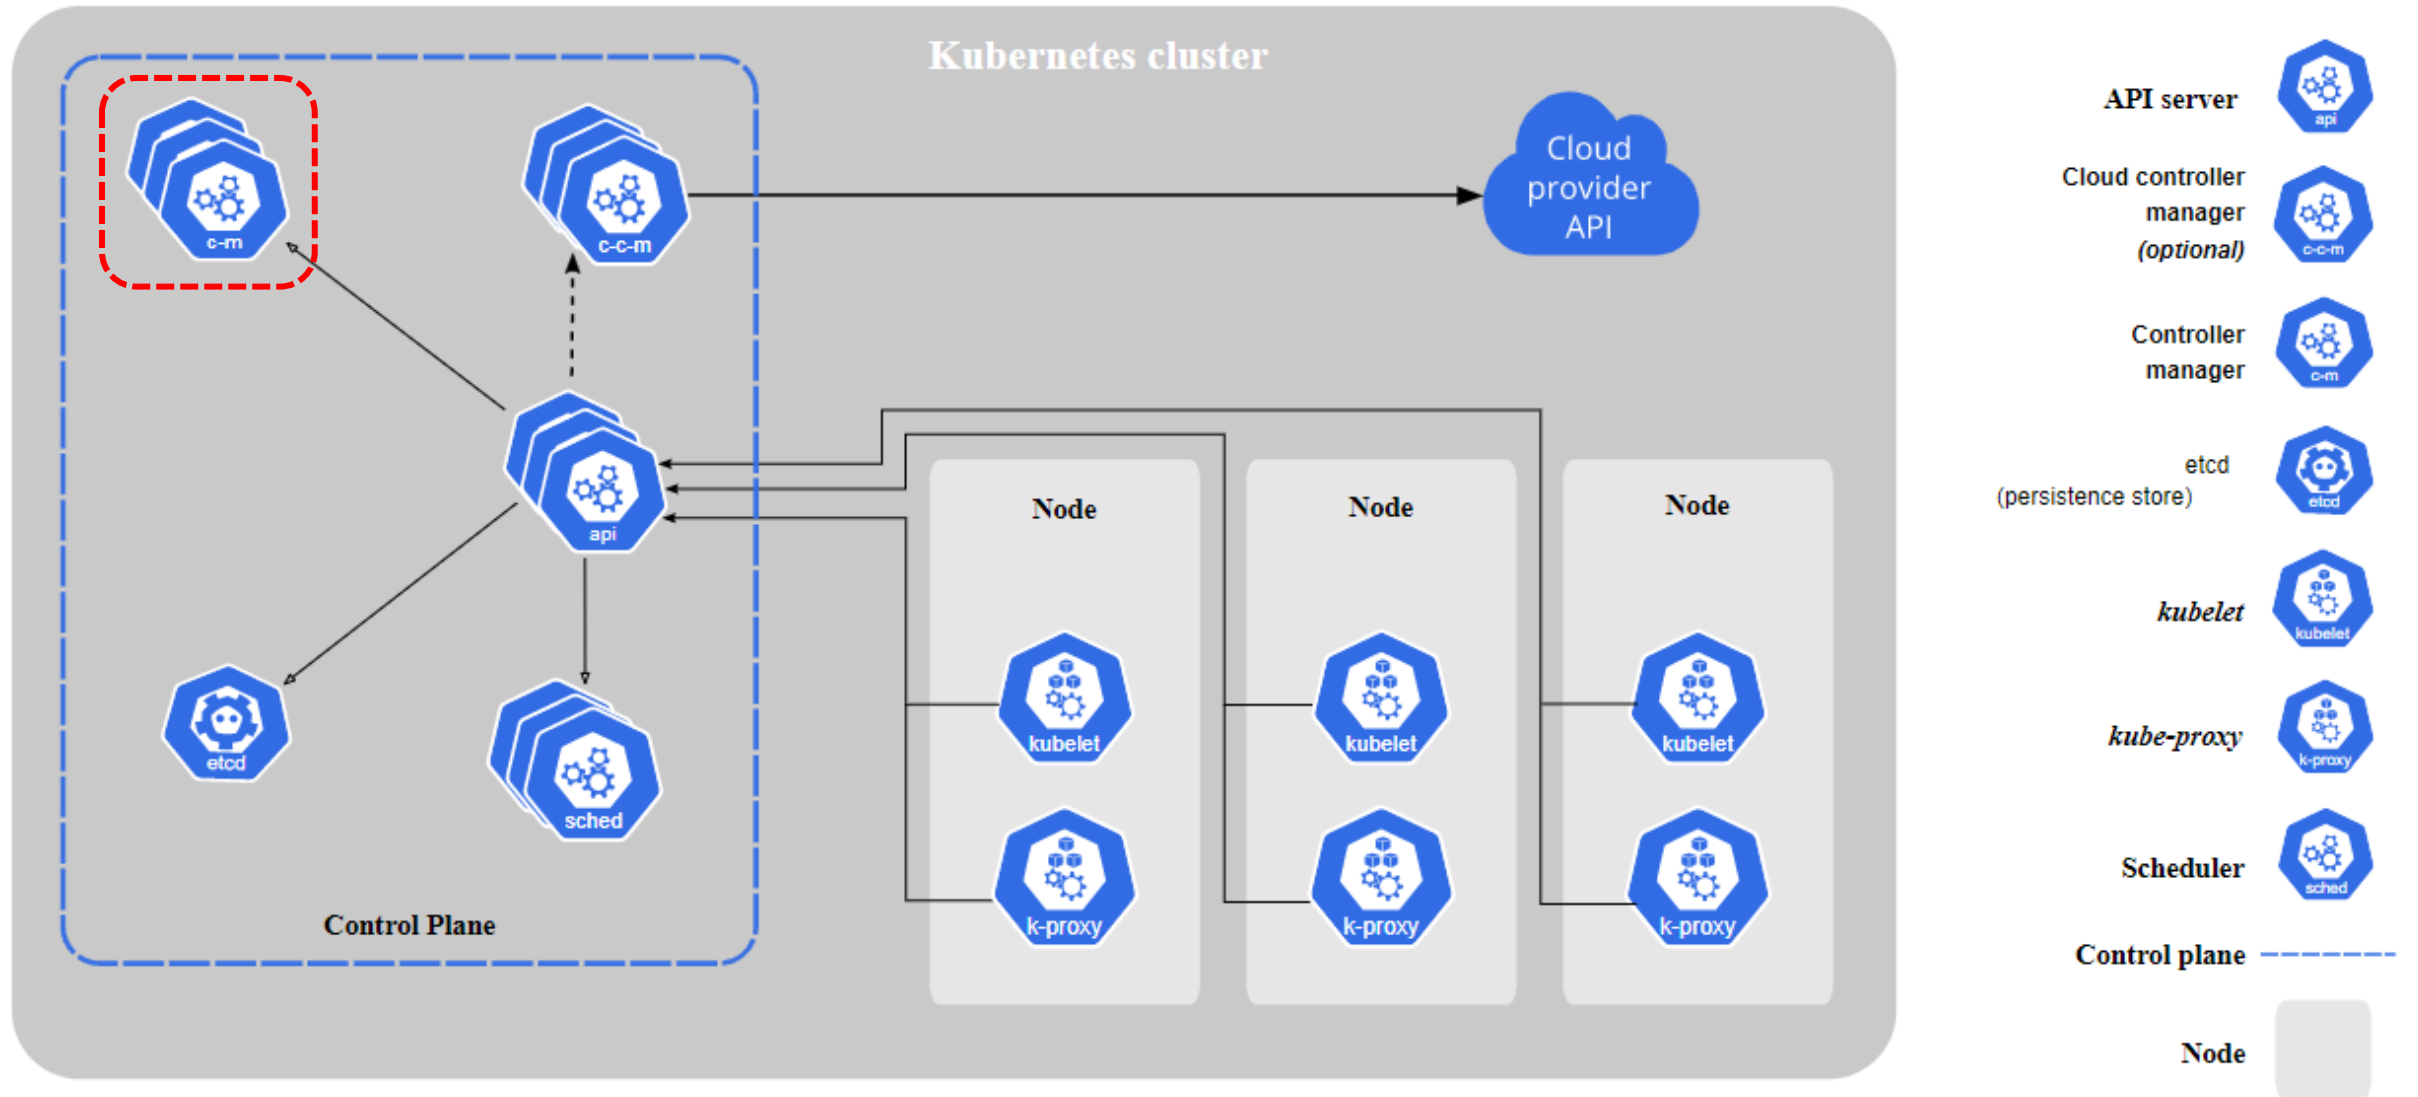 Kubernetes cluster
c-m
c-c-m
Cloud
provider
API
api
etcd
sched
Control Plane
Node
kubelet
k-proxy
Node
kubelet
k-proxy
Node
kubelet
k-proxy
API server
api
Cloud controller
manager
(optional)
c-c-m
Controller
manager
c-m
etcd
(persistence store)
etcd
kubelet
kubelet
kube-proxy
k-proxy
Scheduler
sched
Control plane
Node